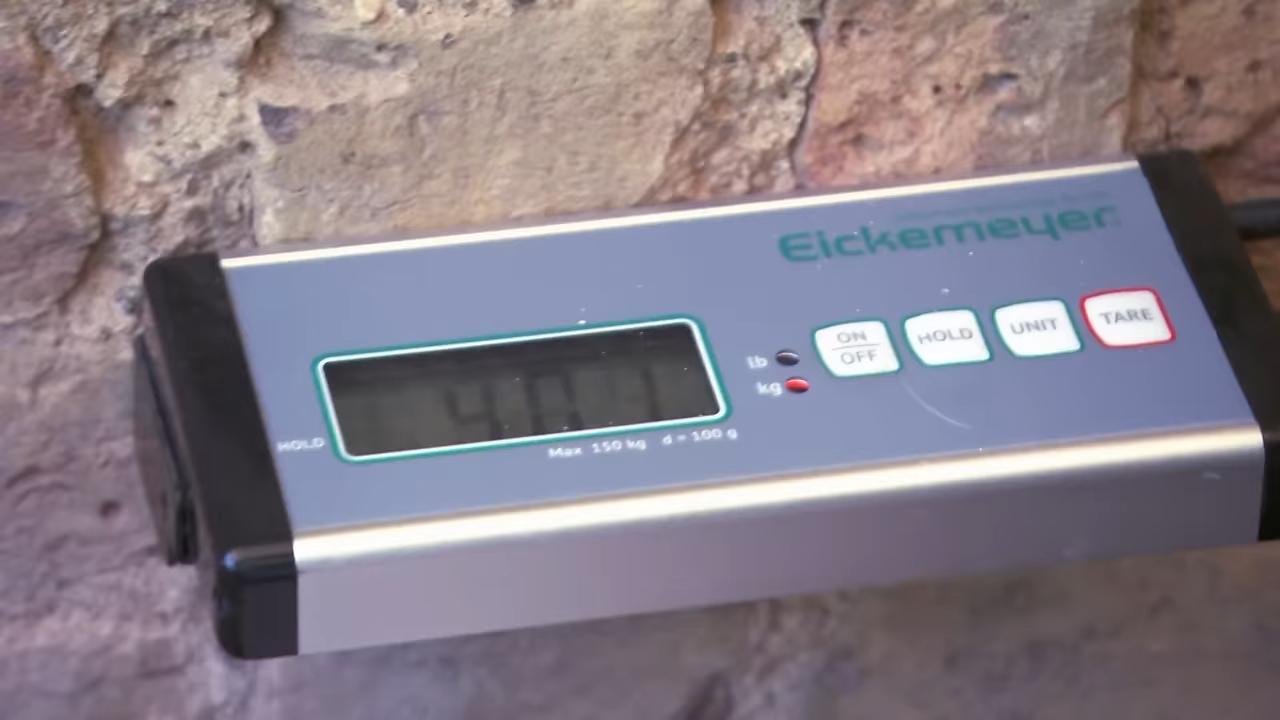 Eickemeyer
lb
kg
ON
OFF
HOLD
UNIT
TARE
HOLD
Max 150 kg d = 100 g